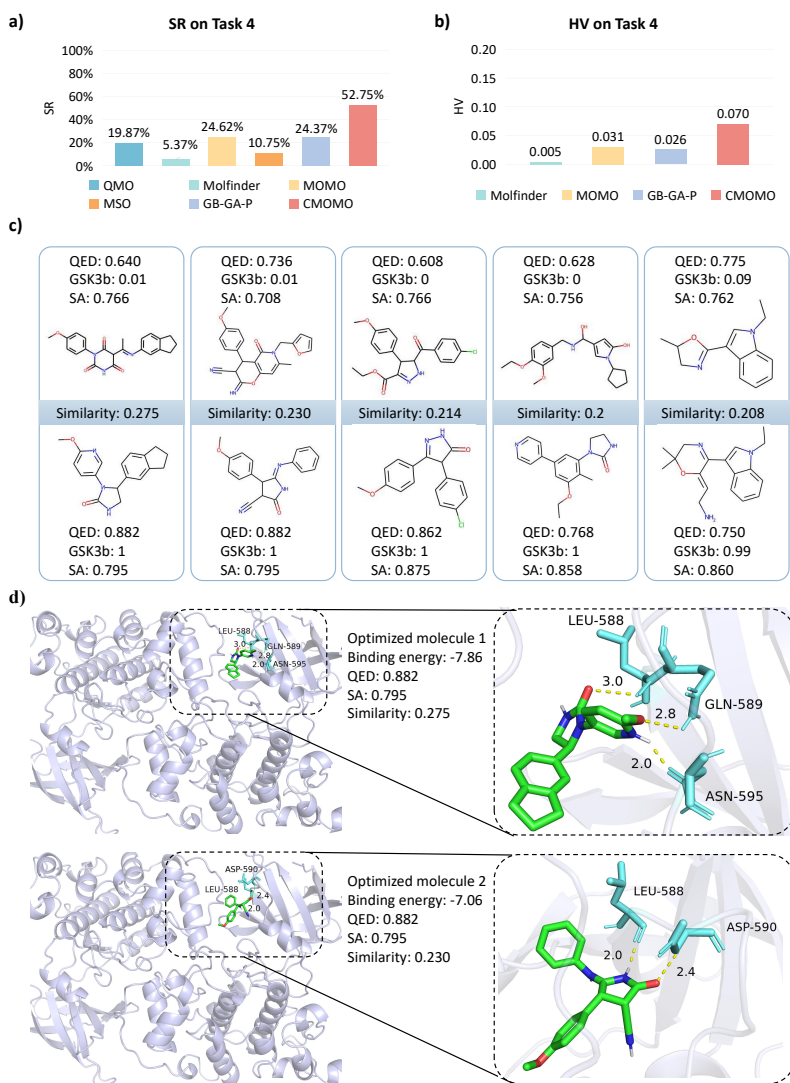 a)
SR on Task 4
100%
80%
60%
40%
20%
0%
SR
19.87%
5.37%
24.62%
10.75%
24.37%
52.75%
QMO
Molfinder
MOMO
MSO
GB-GA-P
CMOMO
b)
HV on Task 4
0.20
0.15
0.10
0.05
0.00
HV
0.005
0.031
0.026
0.070
Molfinder
MOMO
GB-GA-P
CMOMO
c)
QED: 0.640
GSK3b: 0.01
SA: 0.766
Similarity: 0.275
QED: 0.882
GSK3b: 1
SA: 0.795
QED: 0.736
GSK3b: 0.01
SA: 0.708
Similarity: 0.230
QED: 0.882
GSK3b: 1
SA: 0.795
QED: 0.608
GSK3b: 0
SA: 0.766
Similarity: 0.214
QED: 0.862
GSK3b: 1
SA: 0.875
QED: 0.628
GSK3b: 0
SA: 0.756
Similarity: 0.2
QED: 0.768
GSK3b: 1
SA: 0.858
QED: 0.775
GSK3b: 0.09
SA: 0.762
Similarity: 0.208
QED: 0.750
GSK3b: 0.99
SA: 0.860
d)
LEU-588
3.0
GLN-589
2.8
2.0
ASN-595
Optimized molecule 1
Binding energy: -7.86
QED: 0.882
SA: 0.795
Similarity: 0.275
LEU-588
3.0
GLN-589
2.8
2.0
ASN-595
ASP-590
LEU-588
2.4
2.0
Optimized molecule 2
Binding energy: -7.06
QED: 0.882
SA: 0.795
Similarity: 0.230
LEU-588
ASP-590
2.0
2.4